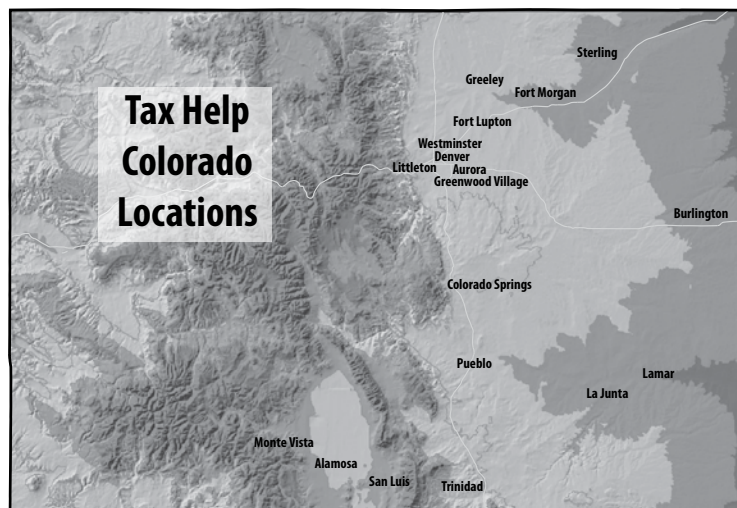 Tax Help
Colorado
Locations
Sterling
Greeley
Fort Morgan
Fort Lupton
Westminster
Denver
Littleton
Aurora
Greenwood Village
Burlington
Colorado Springs
Pueblo
Lamar
La Junta
Monte Vista
Alamosa
San Luis
Trinidad